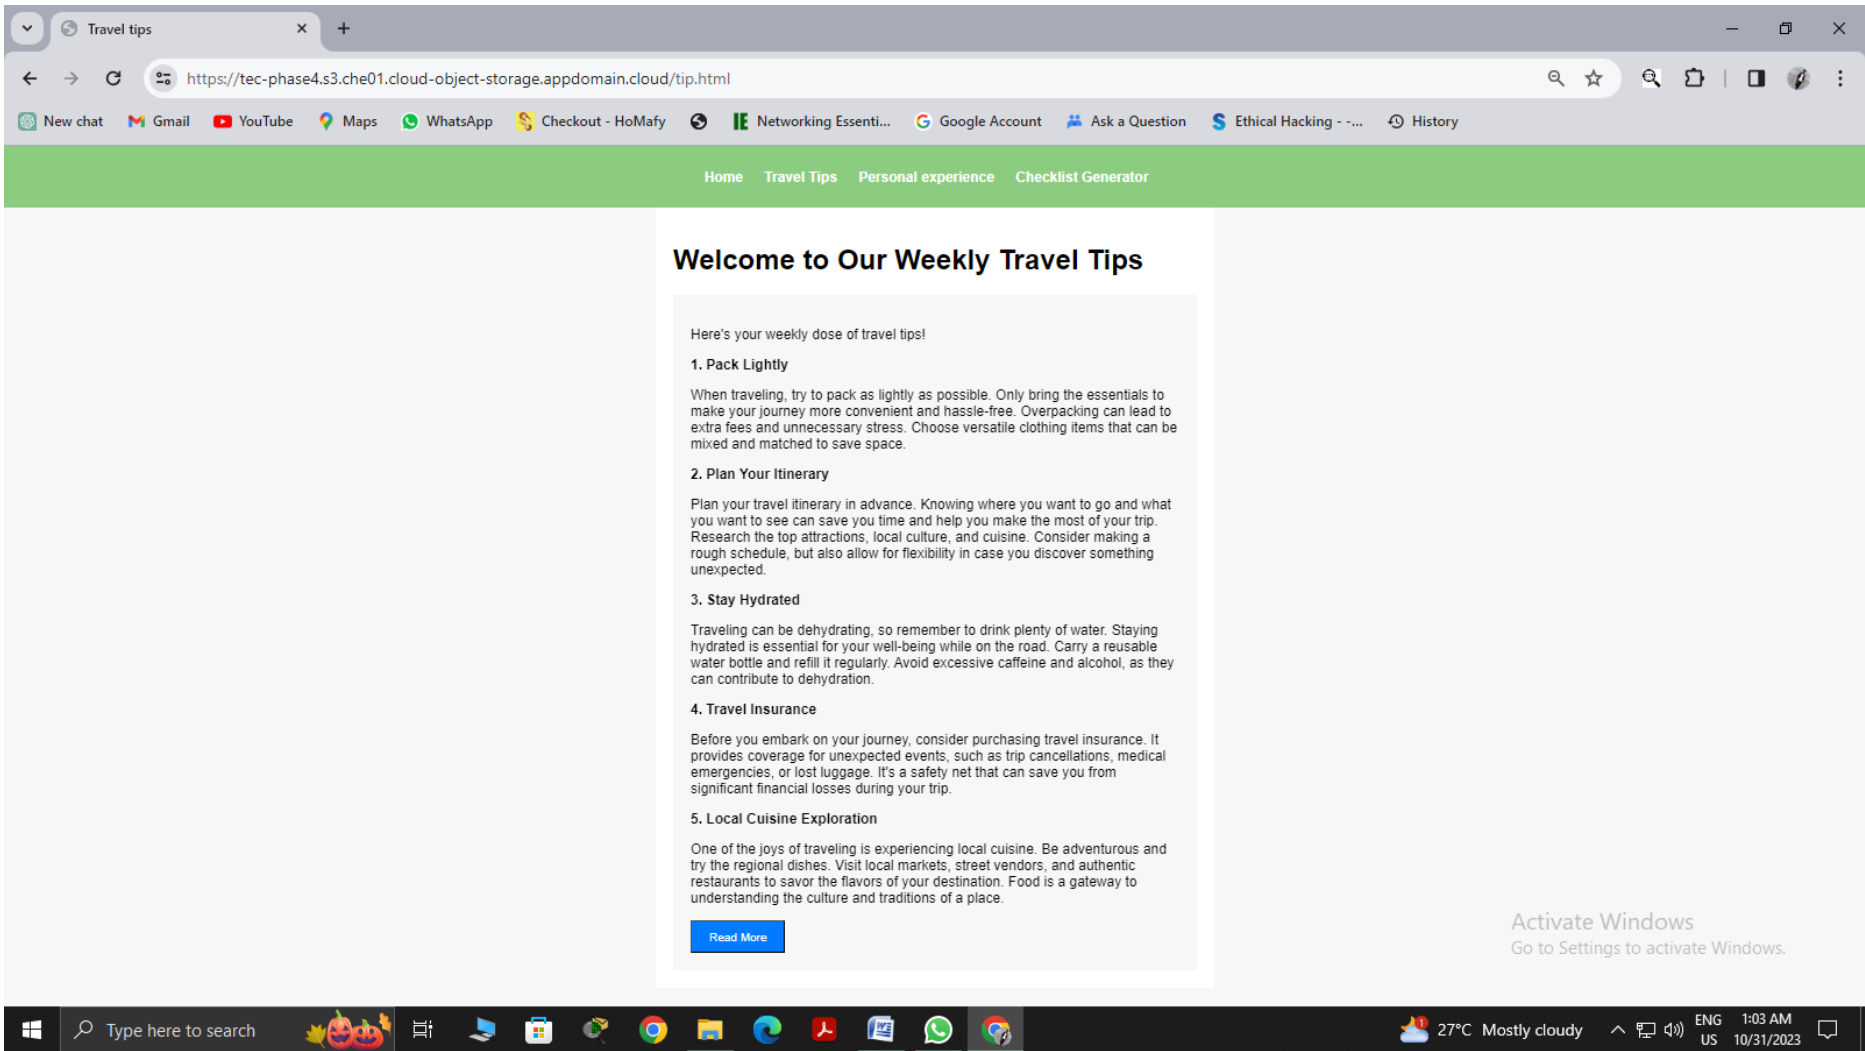 Travel tips
https://tec-phase4.s3.che01.cloud-object-storage.appdomain.cloud/tip.html
New chat Gmail YouTube Maps WhatsApp Checkout - HoMafy Networking Essenti... Google Account Ask a Question Ethical Hacking - -... History
Home Travel Tips Personal experience Checklist Generator
Welcome to Our Weekly Travel Tips
Here's your weekly dose of travel tips!
1. Pack Lightly
When traveling, try to pack as lightly as possible. Only bring the essentials to
make your journey more convenient and hassle-free. Overpacking can lead to
extra fees and unnecessary stress. Choose versatile clothing items that can be
mixed and matched to save space.
2. Plan Your Itinerary
Plan your travel itinerary in advance. Knowing where you want to go and what
you want to see can save you time and help you make the most of your trip.
Research the top attractions, local culture, and cuisine. Consider making a
rough schedule, but also allow for flexibility in case you discover something
unexpected.
3. Stay Hydrated
Traveling can be dehydrating, so remember to drink plenty of water. Staying
hydrated is essential for your well-being while on the road. Carry a reusable
water bottle and refill it regularly. Avoid excessive caffeine and alcohol, as they
can contribute to dehydration.
4. Travel Insurance
Before you embark on your journey, consider purchasing travel insurance. It
provides coverage for unexpected events, such as trip cancellations, medical
emergencies, or lost luggage. It's a safety net that can save you from
significant financial losses during your trip.
5. Local Cuisine Exploration
One of the joys of traveling is experiencing local cuisine. Be adventurous and
try the regional dishes. Visit local markets, street vendors, and authentic
restaurants to savor the flavors of your destination. Food is a gateway to
understanding the culture and traditions of a place.
Read More
Activate Windows
Go to Settings to activate Windows.
Type here to search
1
27°C Mostly cloudy
ENG
US
1:03 AM
10/31/2023